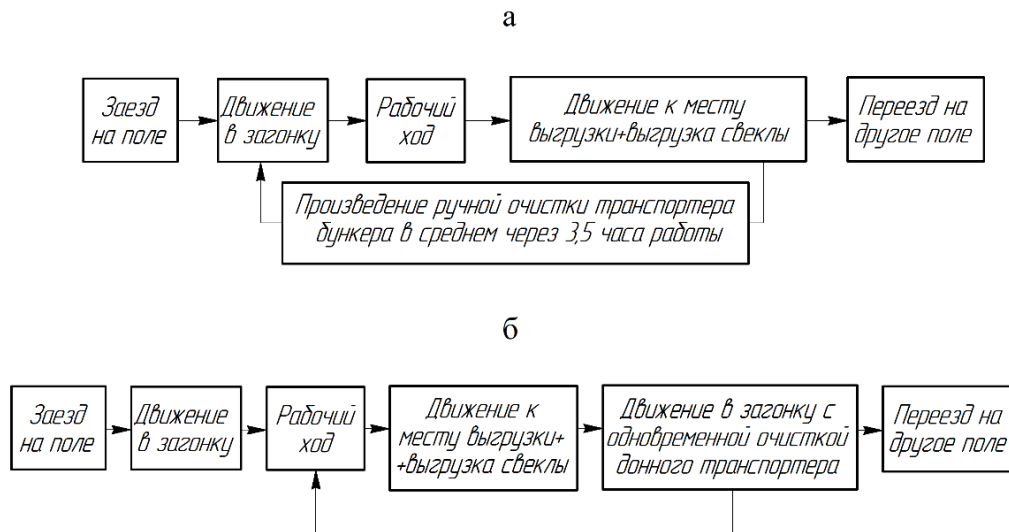 а
Заезд
на поле
Движение
в загонку
Рабочий
ход
Движение к месту
выгрузки+выгрузка свеклы
Переезд на
другое поле
Произведение ручной очистки транспортера
бункера в среднем через 3,5 часа работы
б
Заезд
на поле
Движение
в загонку
Рабочий
ход
Движение к
месту выгрузки+
+выгрузка свеклы
Движение в загонку с
одновременной очисткой
донного транспортера
Переезд на
другое поле